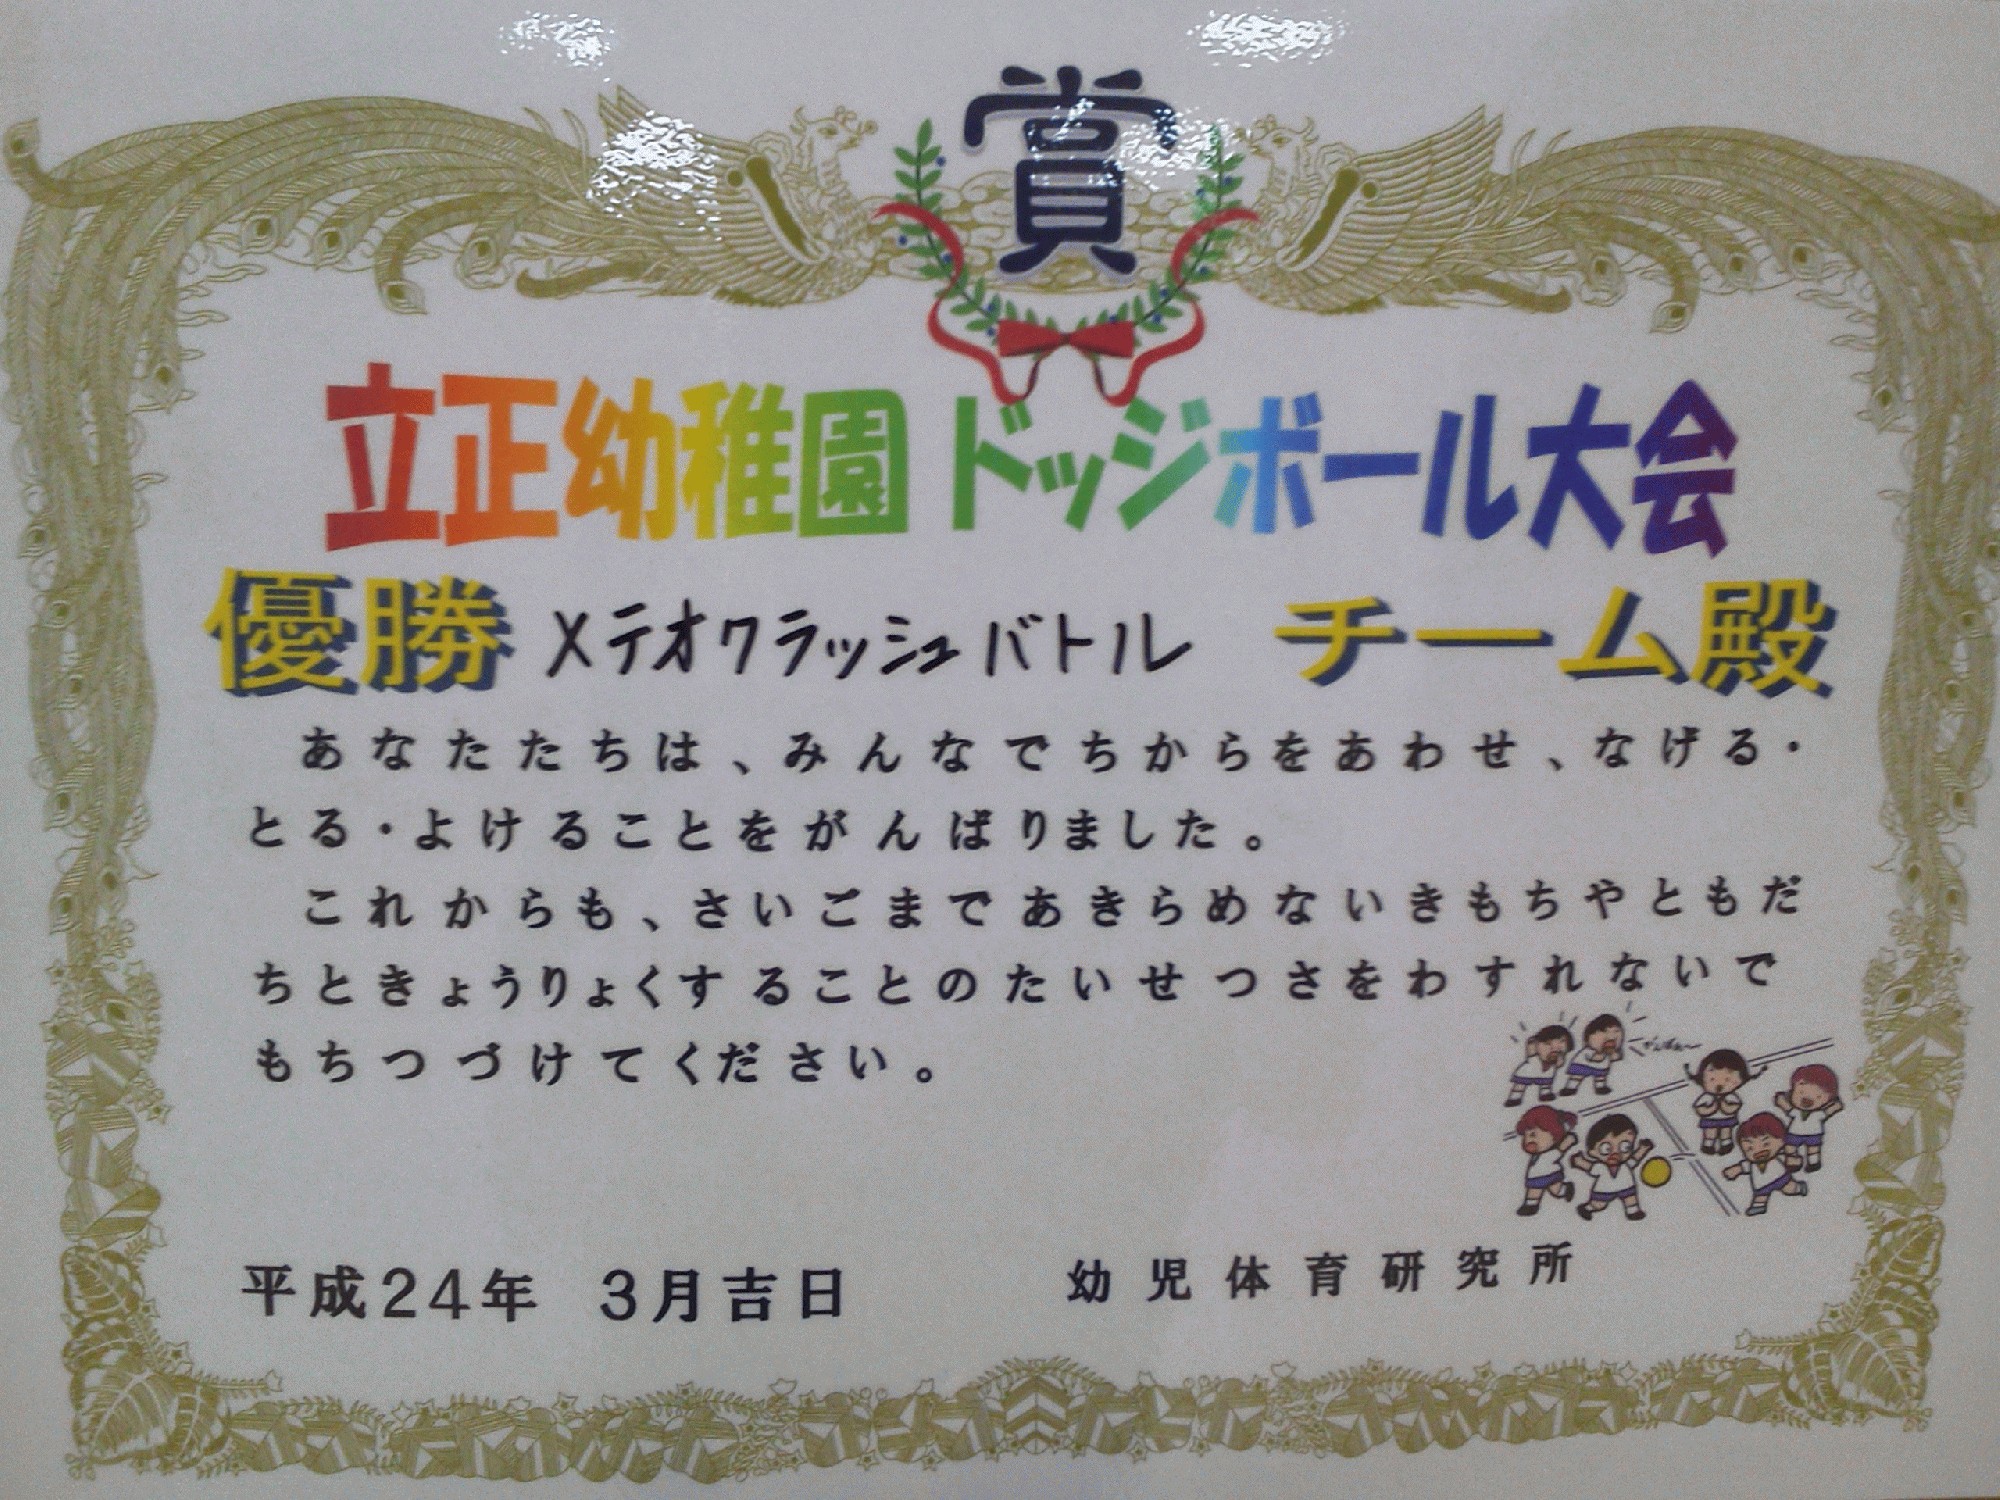 賞
立正幼稚園 ドッジボール大会
優勝 メテオクラッシュバトル チーム殿
あなたたちは、みんなでちからをあわせ、なげる・
とる・よけることをがんばりました。
これからも、さいごまであきらめないきもちやともだ
ちときょうりょくすることのたいせつさをわすれないで
もちつづけてください。
平成24年 3月吉日
幼児体育研究所